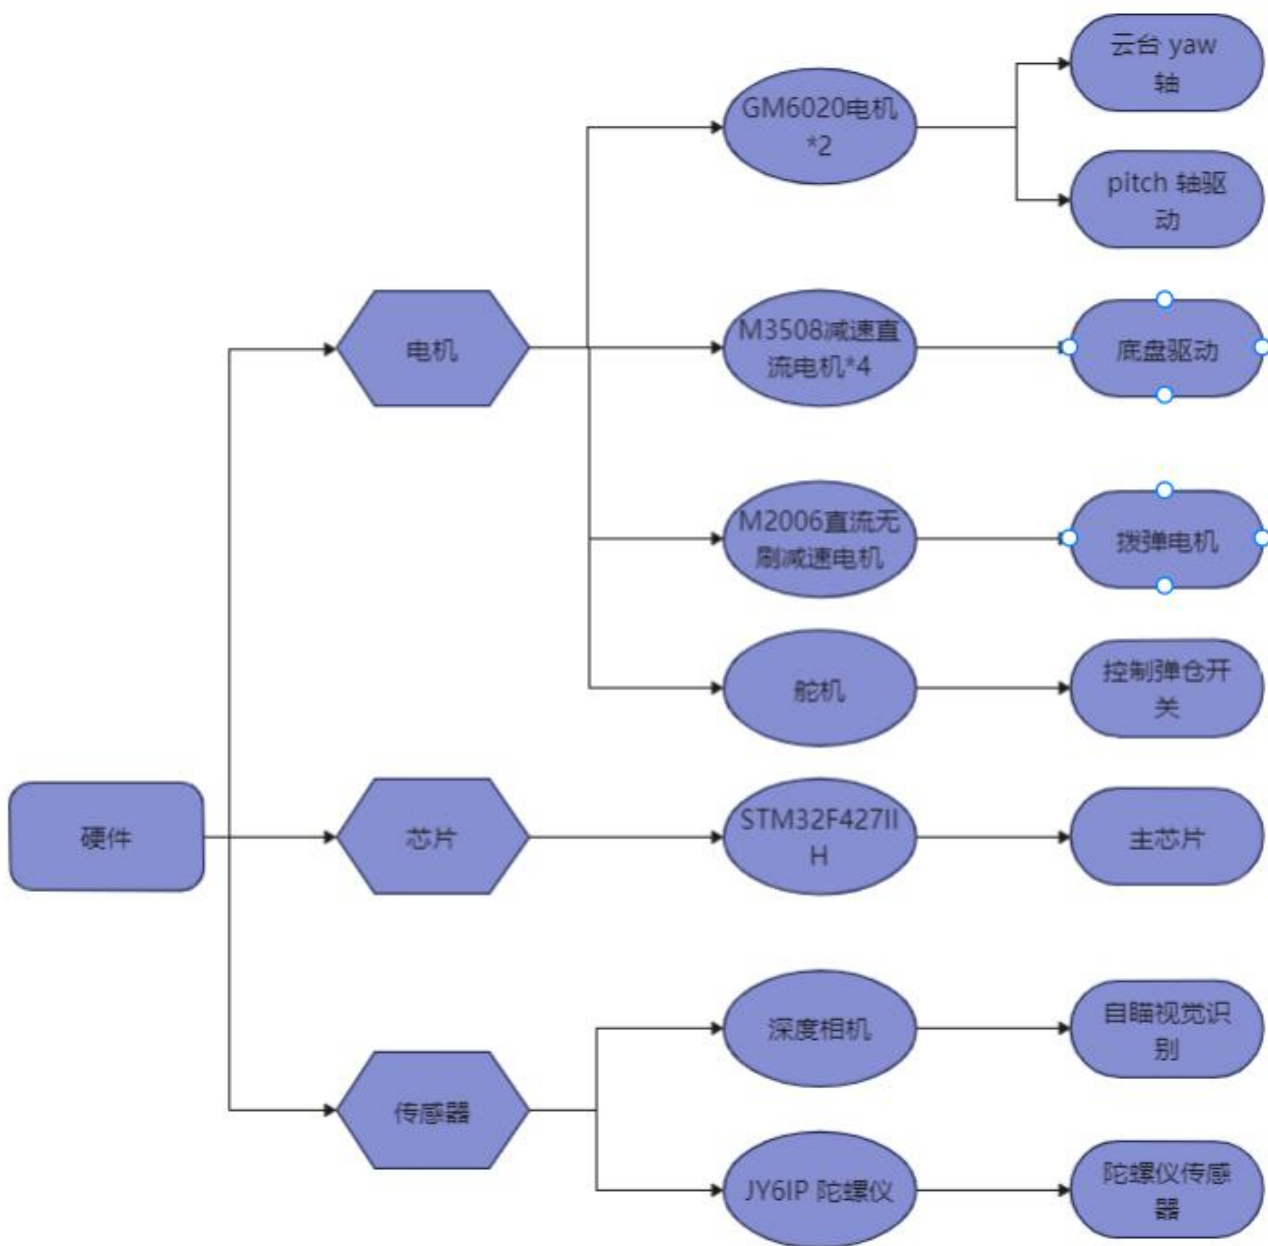 云台 yaw
轴
GM6020电机
*2
pitch 轴驱
动
电机
M3508减速直
流电机*4
底盘驱动
M2006直流无
刷减速电机
拨弹电机
舵机
控制弹仓开
关
硬件
芯片
STM32F427II
H
主芯片
深度相机
自瞄视觉识
别
传感器
JY6IP 陀螺仪
陀螺仪传感
器